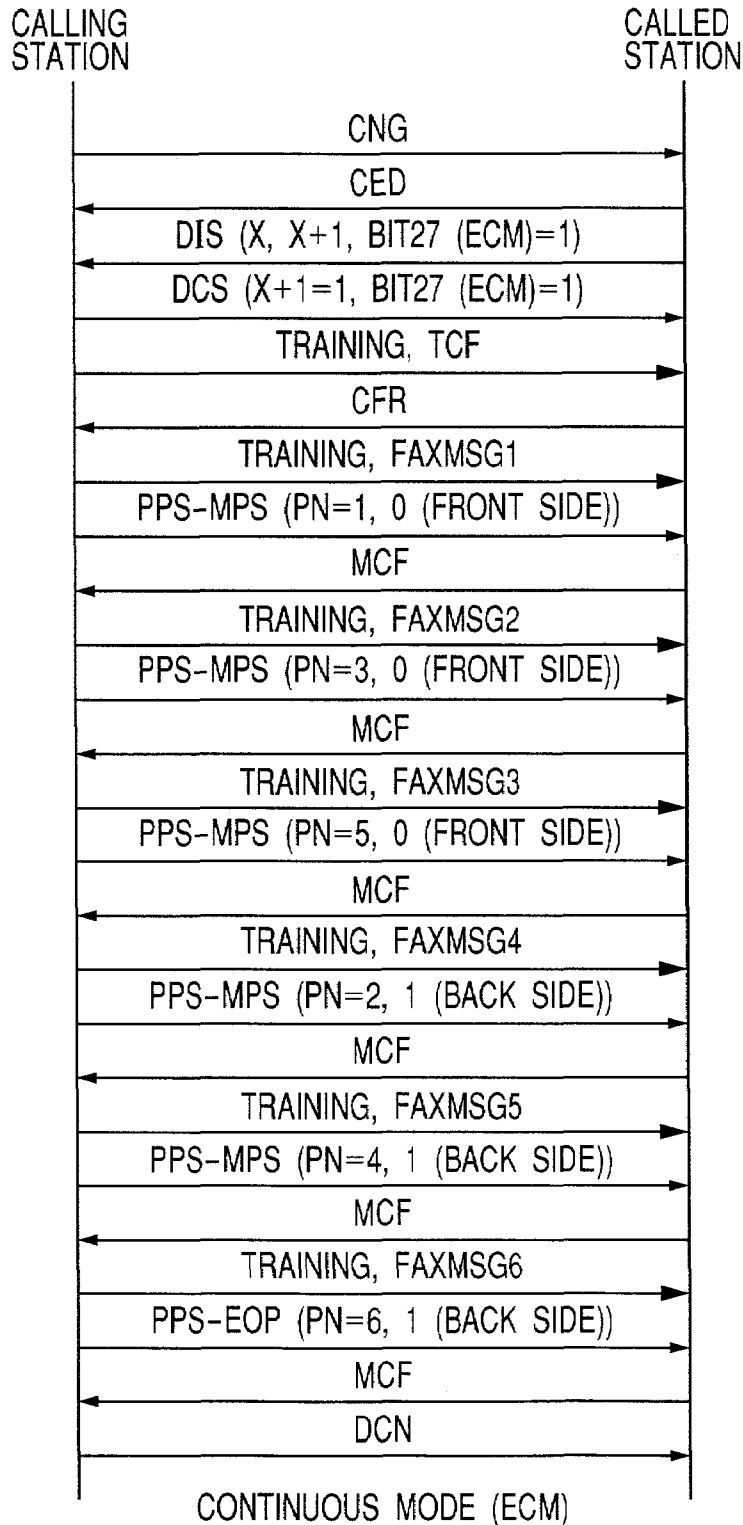 CALLING
STATION
CALLED
STATION
CNG
CED
DIS (X, X+1, BIT27 (ECM)=1)
DCS (X+1=1, BIT27 (ECM)=1)
TRAINING, TCF
CFR
TRAINING, FAXMSG1
PPS-MPS (PN=1, 0 (FRONT SIDE))
MCF
TRAINING, FAXMSG2
PPS-MPS (PN=3, 0 (FRONT SIDE))
MCF
TRAINING, FAXMSG3
PPS-MPS (PN=5, 0 (FRONT SIDE))
MCF
TRAINING, FAXMSG4
PPS-MPS (PN=2, 1 (BACK SIDE))
MCF
TRAINING, FAXMSG5
PPS-MPS (PN=4, 1 (BACK SIDE))
MCF
TRAINING, FAXMSG6
PPS-EOP (PN=6, 1 (BACK SIDE))
MCF
DCN
CONTINUOUS MODE (ECM)